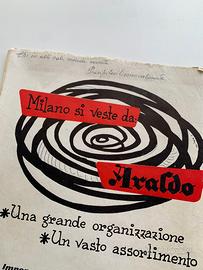 Milano si veste da
Araldo
*Una grande organizzazione
*Un vasto assortimento